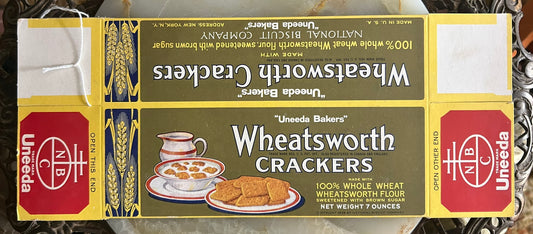 MADE IN U. S. A.
ADDRESS: NEW YORK, N.Y.
"Uneeda Bakers"
NATIONAL BISCUIT COMPANY
100% whole wheat Wheatsworth flour, sweetened with brown sugar
MADE WITH
Wheatsworth Crackers
"Uneeda Bakers"
"Uneeda Bakers"
Wheatsworth
CRACKERS
MADE WITH
100% WHOLE WHEAT
WHEATSWORTH FLOUR
SWEETENED WITH BROWN SUGAR
NET WEIGHT 7 OUNCES
OPEN THIS END
N B
C
Uneeda
OPEN OTHER END
N B
C
Uneeda